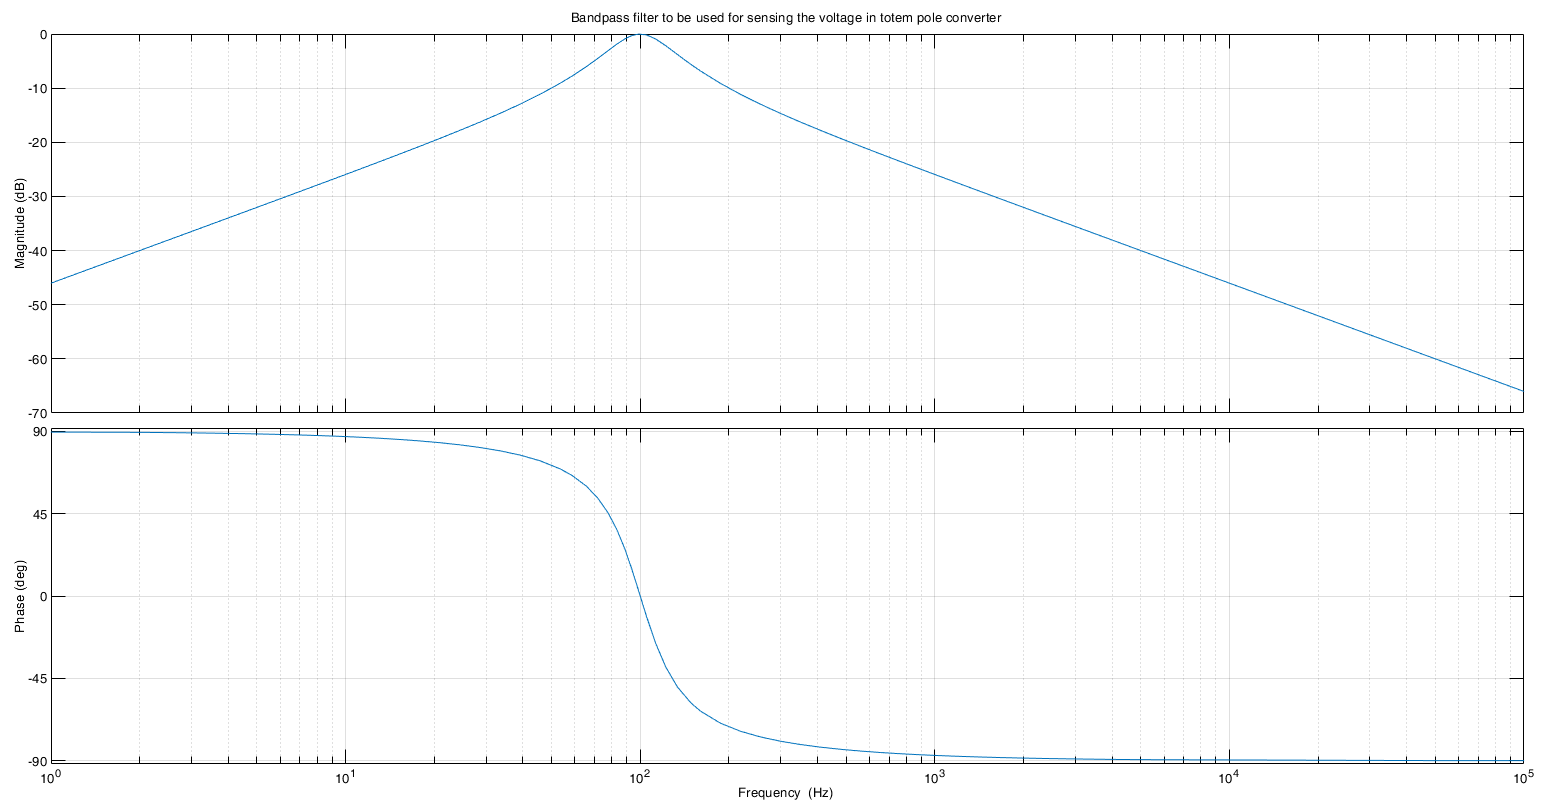 Bandpass filter to be used for sensing the voltage in totem pole converter
0
-10
-20
-30
-40
-50
-60
-70
Magnitude (dB)
90
45
0
-45
-90
Phase (deg)
10^0 10^1 10^2 10^3 10^4 10^5
Frequency (Hz)